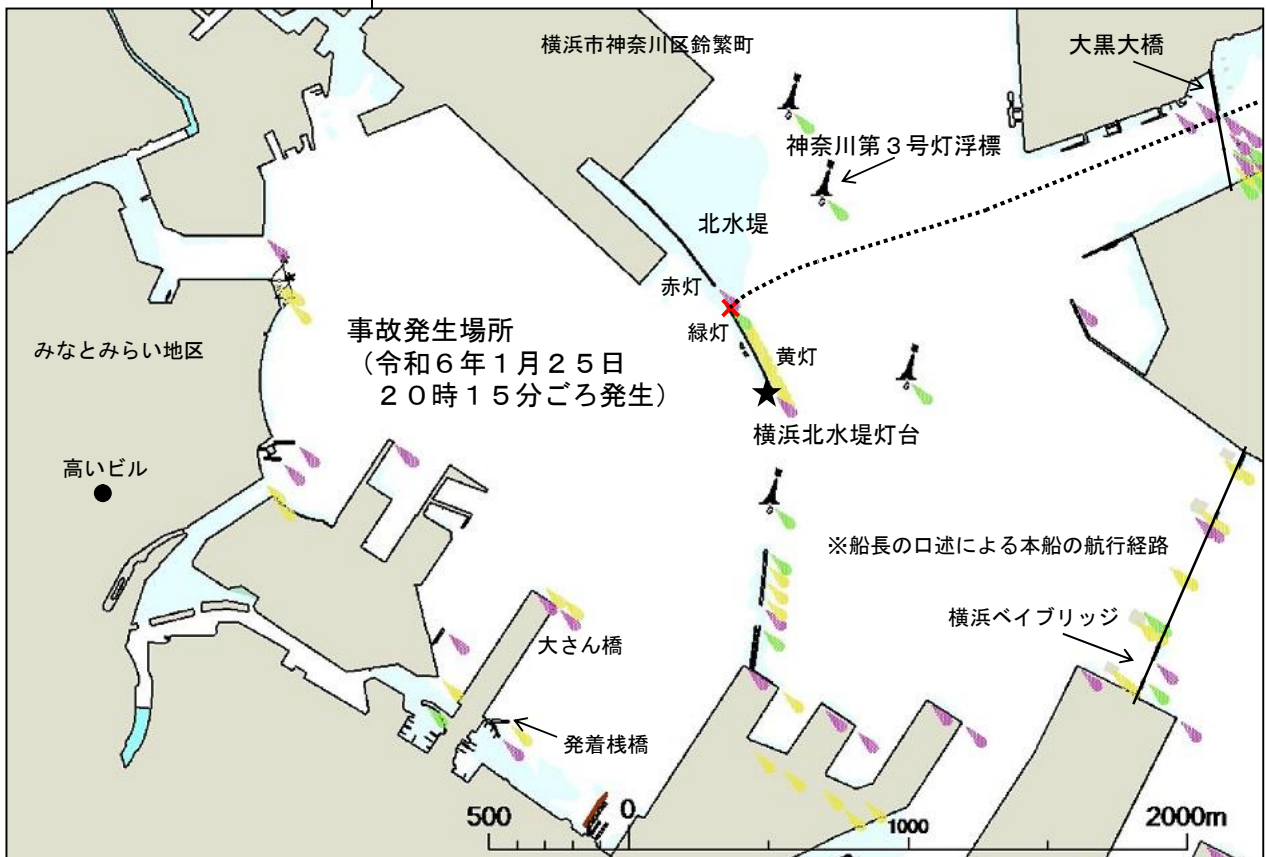 横浜市神奈川区鈴繁町
大黒大橋
神奈川第３号灯浮標
北水堤
赤灯
緑灯
事故発生場所
（令和６年１月２５日
２０時１５分ごろ発生）
黄灯
みなとみらい地区
横浜北水堤灯台
高いビル
※船長の口述による本船の航行経路
横浜ベイブリッジ
大さん橋
発着桟橋
500 0 1000 2000m